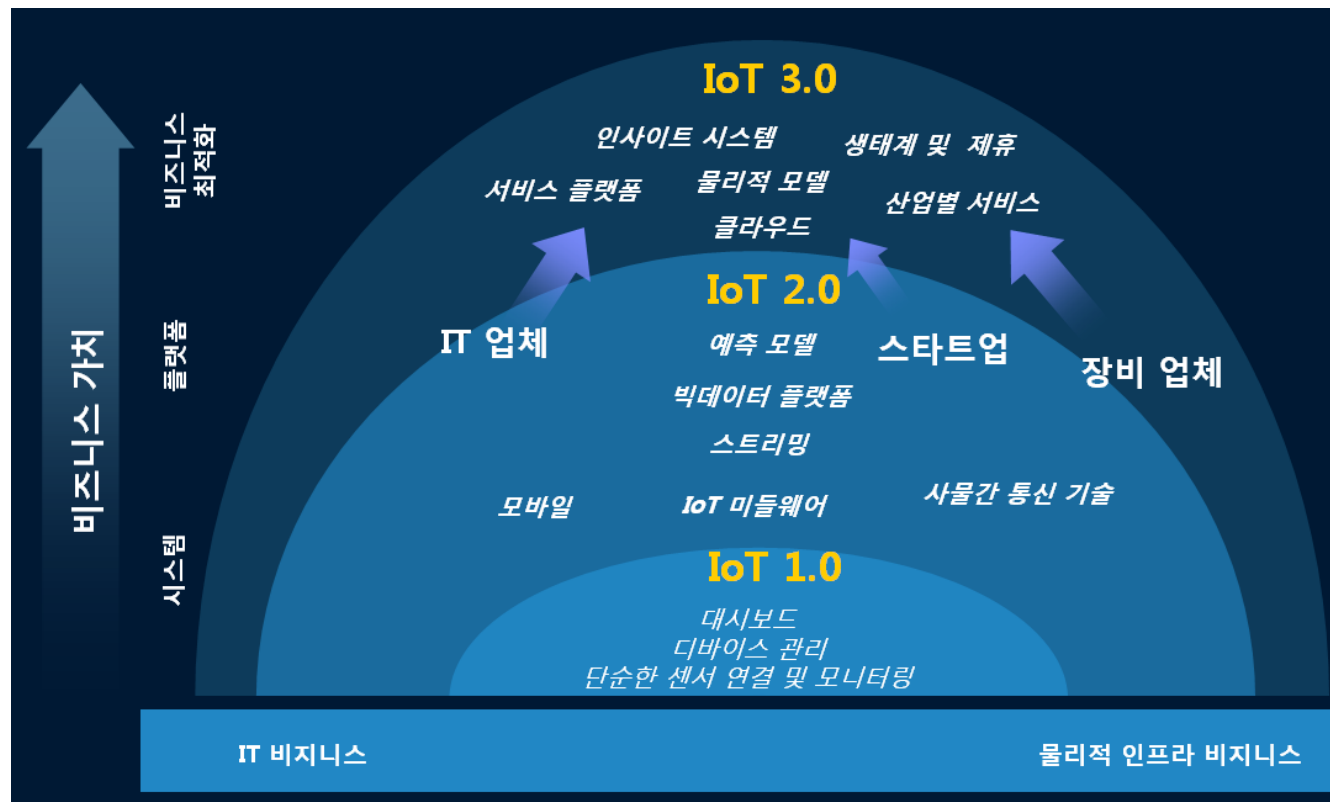 IoT 3.0
인사이트 시스템
생태계 및 제휴
서비스 플랫폼
물리적 모델
산업별 서비스
클라우드
비즈니스
최적화
IoT 2.0
IT 업체
예측 모델
스타트업
장비 업체
플랫폼
빅데이터 플랫폼
스트리밍
모바일
IoT 미들웨어
사물간 통신 기술
비즈니스 가치
시스템
IoT 1.0
대시보드
디바이스 관리
단순한 센서 연결 및 모니터링
IT 비지니스
물리적 인프라 비지니스